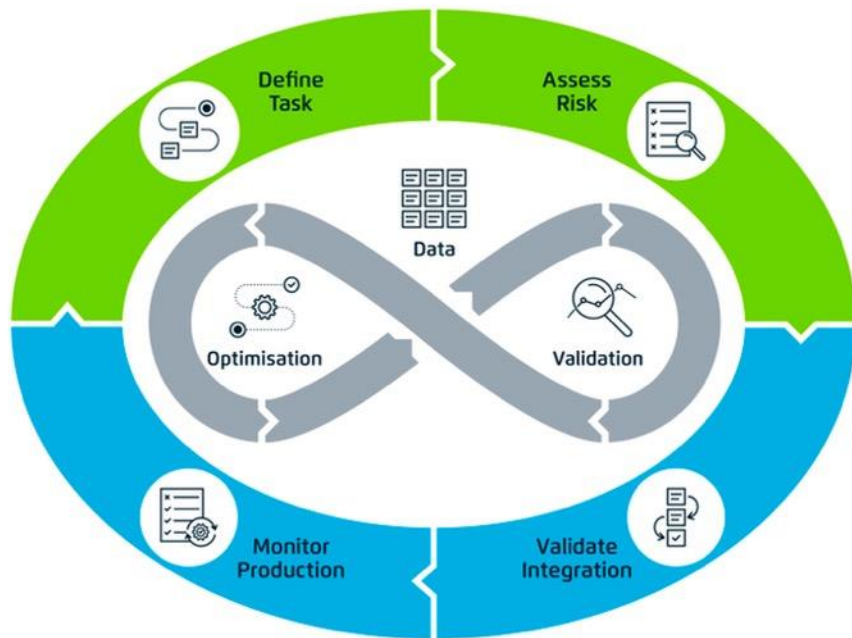 Define
Task
Assess
Risk
Data
Optimisation
Validation
Monitor
Production
Validate
Integration